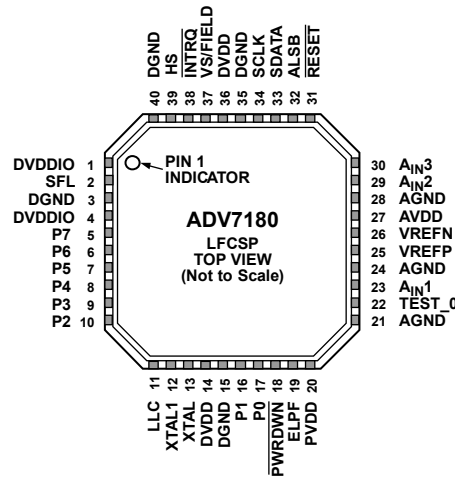 DGND
HS
INTRQ
VS/FIELD
DVDD
DGND
SCLK
SDATA
ALSB
RESET
40
39
38
37
36
35
34
33
32
31
DVDDIO 1
SFL 2
DGND 3
DVDDIO 4
P7 5
P6 6
P5 7
P4 8
P3 9
P2 10
PIN 1
INDICATOR
ADV7180
LFCSP
TOP VIEW
(Not to Scale)
30 AIN3
29 AIN2
28 AGND
27 AVDD
26 VREFN
25 VREFP
24 AGND
23 AIN1
22 TEST_0
21 AGND
11
12
13
14
15
16
17
18
19
20
LLC
XTAL1
XTAL
DVDD
DGND
P1
P0
PWRDWN
ELPF
PVDD